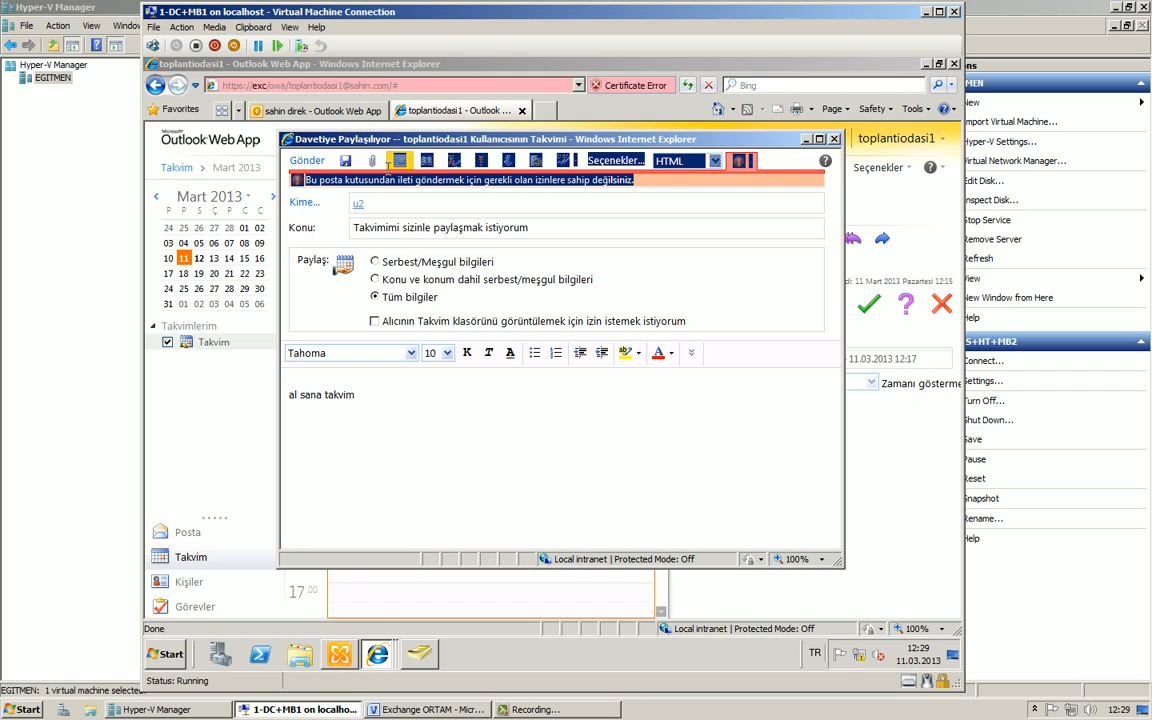 Hyper-V Manager
File Action View Window
Hyper-V Manager
EGITMEN
1-DC+MB1 on localhost - Virtual Machine Connection
File Action Media Clipboard View Help
toplantiodasi1 - Outlook Web App - Windows Internet Explorer
https://exc/owa/toplantiodasi1@sahin.com/#
Certificate Error
Bing
Favorites
sahin direk - Outlook Web App
toplantiodasi1 - Outlook ...
Page Safety Tools
Microsoft
Outlook Web App
toplantiodasi1
Takvim > Mart 2013
Seçenekler
Mart 2013
P S Ç P C C P
24 25 26 27 28 01 02
03 04 05 06 07 08 09
10 11 12 13 14 15 16
17 18 19 20 21 22 23
24 25 26 27 28 29 30
31 01 02 03 04 05 06
Takvimlerim
Takvim
Posta
Takvim
Kişiler
Görevler
Davetiye Paylaşılıyor -- toplantiodasi1 Kullanıcısının Takvimi - Windows Internet Explorer
Gönder
Seçenekler...
HTML
Bu posta kutusundan ileti göndermek için gerekli olan izinlere sahip değilsiniz.
Kime...
u2
Konu:
Takvimimi sizinle paylaşmak istiyorum
Paylaş:
Serbest/Meşgul bilgileri
Konu ve konum dahil serbest/meşgul bilgileri
Tüm bilgiler
Alıcının Takvim klasörünü görüntülemek için izin istemek istiyorum
Tahoma
10
K T A
A
al sana takvim
Local intranet | Protected Mode: Off
100%
di: 11 Mart 2013 Pazartesi 12:15
11.03.2013 12:17
Zamanı gösterme
17 00
Done
Local intranet | Protected Mode: Off
100%
Start
TR
12:29
11.03.2013
Status: Running
ons
MEN
New
Import Virtual Machine...
Hyper-V Settings...
Virtual Network Manager...
Edit Disk...
Inspect Disk...
Stop Service
Remove Server
Refresh
View
New Window from Here
Help
S+HT+MB2
Connect...
Settings...
Turn Off...
Shut Down...
Save
Pause
Reset
Snapshot
Rename...
Help
EGITMEN: 1 virtual machine selected.
Start
Hyper-V Manager
1-DC+MB1 on localho...
Exchange ORTAM - Micr...
Recording...
12:29